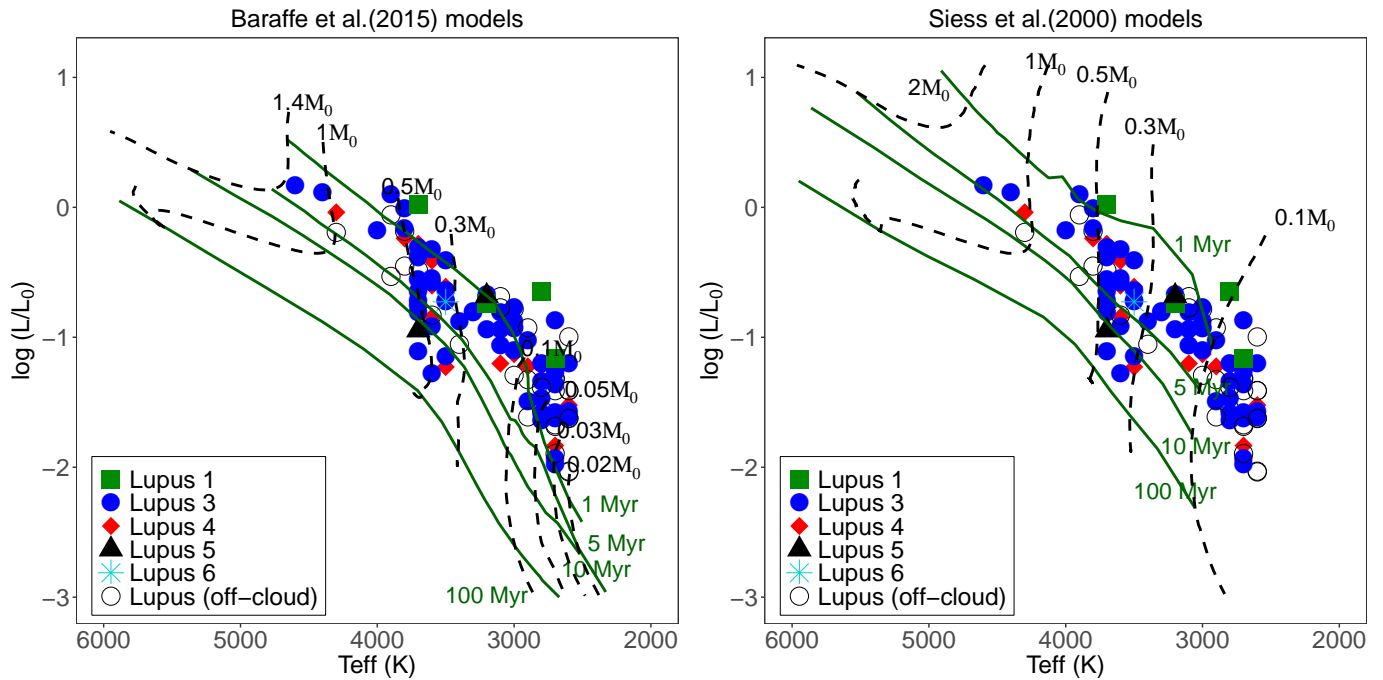 Baraffe et al.(2015) models
1.4M0
1M0
0.5M0
0.3M0
0.1M0
0.05M0
0.03M0
0.02M0
1 Myr
5 Myr
10 Myr
100 Myr
Lupus 1
Lupus 3
Lupus 4
Lupus 5
Lupus 6
Lupus (off−cloud)
log (L/L0)
1
0
−1
−2
−3
6000 5000 4000 3000 2000
Teff (K)
Siess et al.(2000) models
2M0
1M0
0.5M0
0.3M0
0.1M0
1 Myr
5 Myr
10 Myr
100 Myr
Lupus 1
Lupus 3
Lupus 4
Lupus 5
Lupus 6
Lupus (off−cloud)
log (L/L0)
1
0
−1
−2
−3
6000 5000 4000 3000 2000
Teff (K)